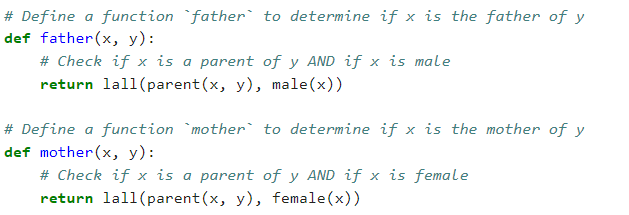 # Define a function `father` to determine if x is the father of y
def father(x, y):
    # Check if x is a parent of y AND if x is male
    return lall(parent(x, y), male(x))

# Define a function `mother` to determine if x is the mother of y
def mother(x, y):
    # Check if x is a parent of y AND if x is female
    return lall(parent(x, y), female(x))